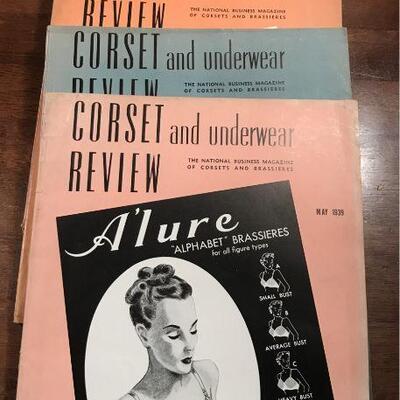 REVIEW
THE NATIONAL BUSINESS MAGAZINE
OF CORSETS AND BRASSIERES
CORSET and underwear
REVIEW
THE NATIONAL BUSINESS MAGAZINE
OF CORSETS AND BRASSIERES
CORSET and underwear
REVIEW
THE NATIONAL BUSINESS MAGAZINE
OF CORSETS AND BRASSIERES
MAY 1939
A'lure
"ALPHABET" BRASSIERES
for all figure types
A
SMALL BUST
B
AVERAGE BUST
C
HEAVY BUST